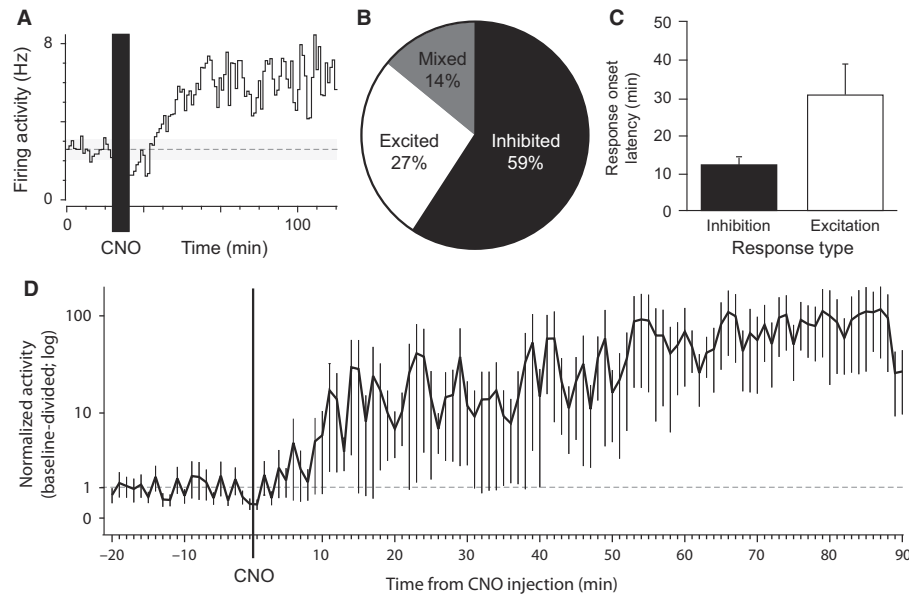 A
Firing activity (Hz)
8
0
0
100
CNO
Time (min)
B
Mixed
14%
Excited
27%
Inhibited
59%
C
Response onset
latency (min)
50
40
30
20
10
0
Inhibition
Excitation
Response type
D
Normalized activity
(baseline-divided; log)
100
10
1
0
–20
–10
10
20
30
40
50
60
70
80
90
CNO
Time from CNO injection (min)